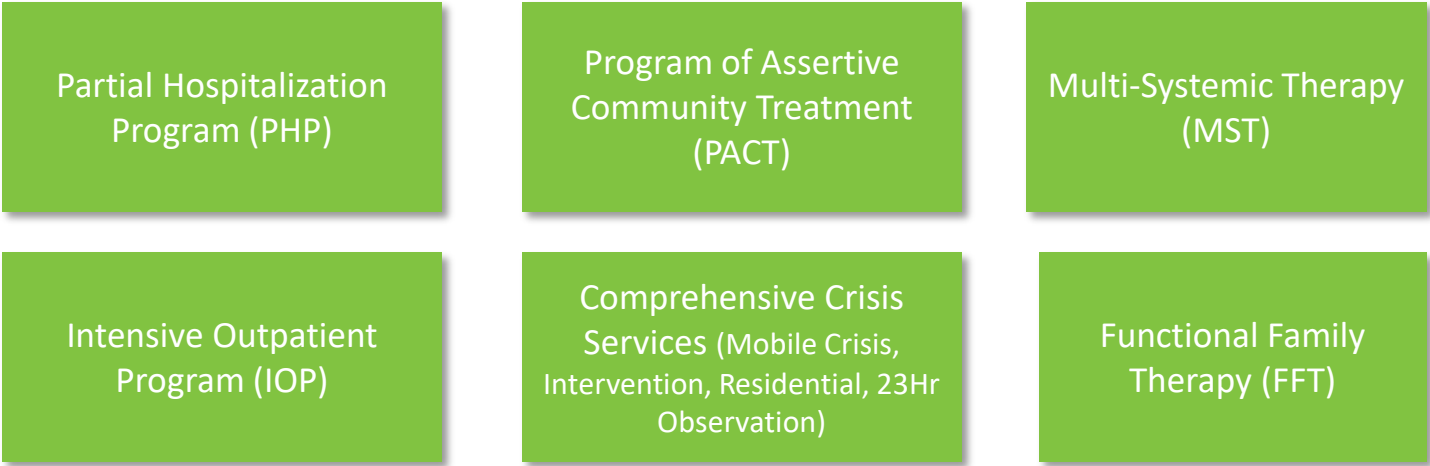 Partial Hospitalization
Program (PHP)
Program of Assertive
Community Treatment
(PACT)
Multi-Systemic Therapy
(MST)
Intensive Outpatient
Program (IOP)
Comprehensive Crisis
Services (Mobile Crisis,
Intervention, Residential, 23Hr
Observation)
Functional Family
Therapy (FFT)